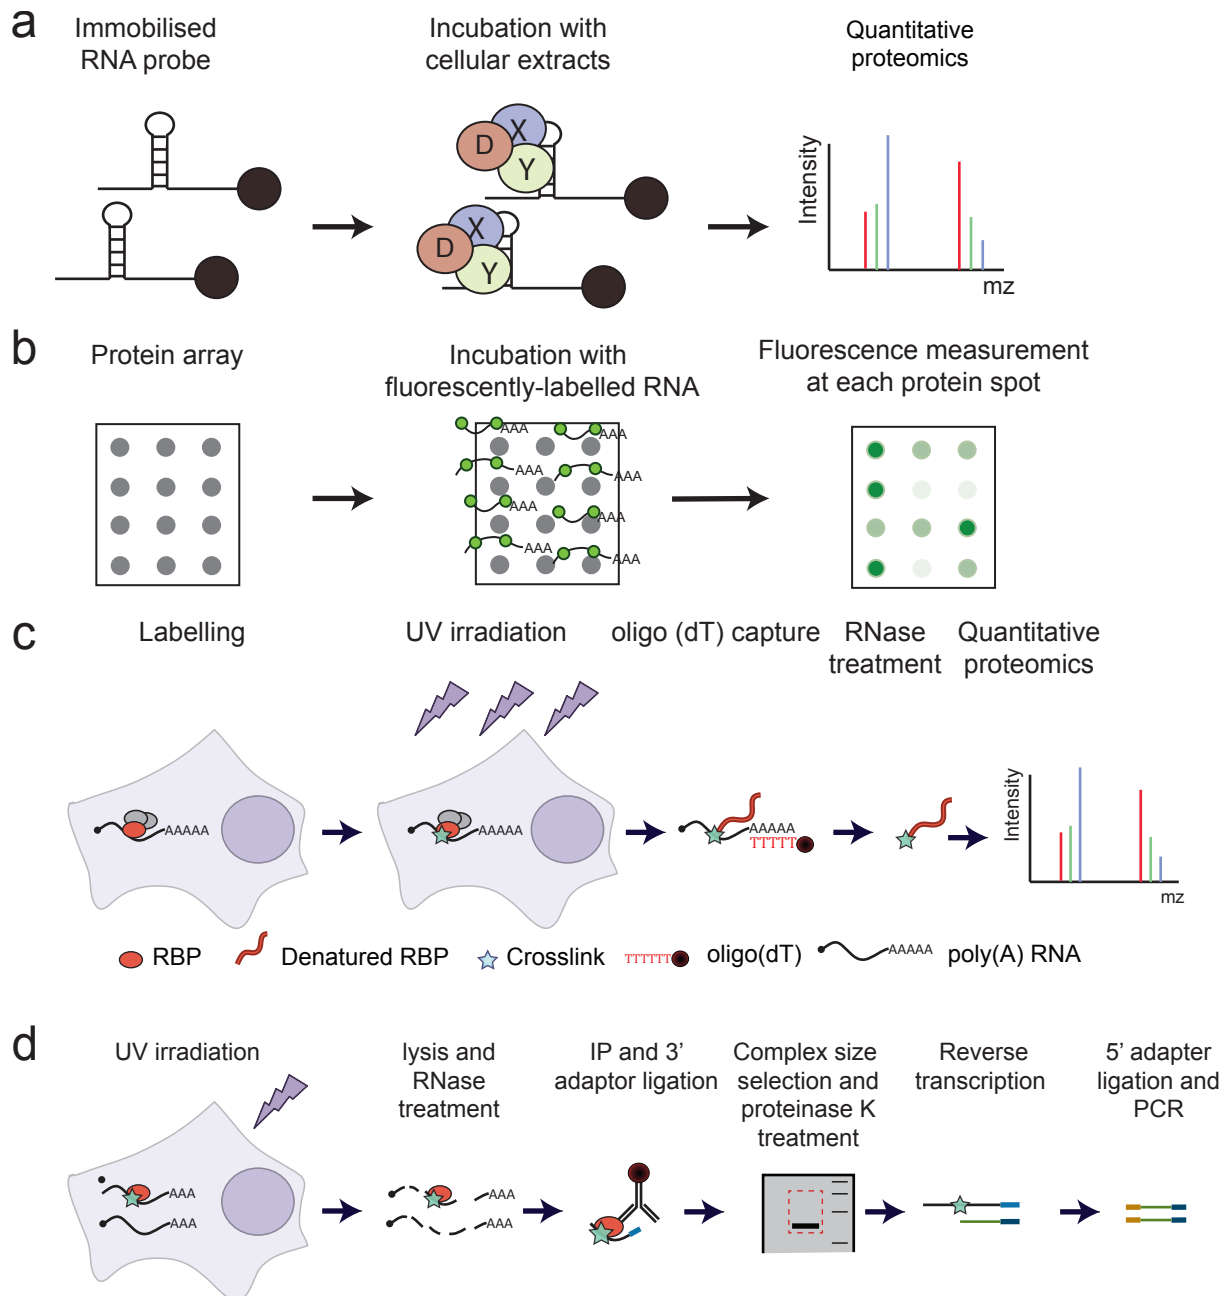 a
Immobilised
RNA probe
Incubation with
cellular extracts
Quantitative
proteomics
D
X
Y
D
X
Y
Intensity
mz
b
Protein array
Incubation with
fluorescently-labelled RNA
Fluorescence measurement
at each protein spot
AAA
AAA
AAA
AAA
AAA
AAA
AAA
AAA
c
Labelling
UV irradiation
oligo (dT) capture
RNase
treatment
Quantitative
proteomics
AAAAA
AAAAA
AAAAA
TTTTT
Intensity
mz
RBP
Denatured RBP
Crosslink
TTTTTT
oligo(dT)
AAAAA
poly(A) RNA
d
UV irradiation
lysis and
RNase
treatment
IP and 3'
adaptor ligation
Complex size
selection and
proteinase K
treatment
Reverse
transcription
5' adapter
ligation and
PCR
AAA
AAA
AAA
AAA